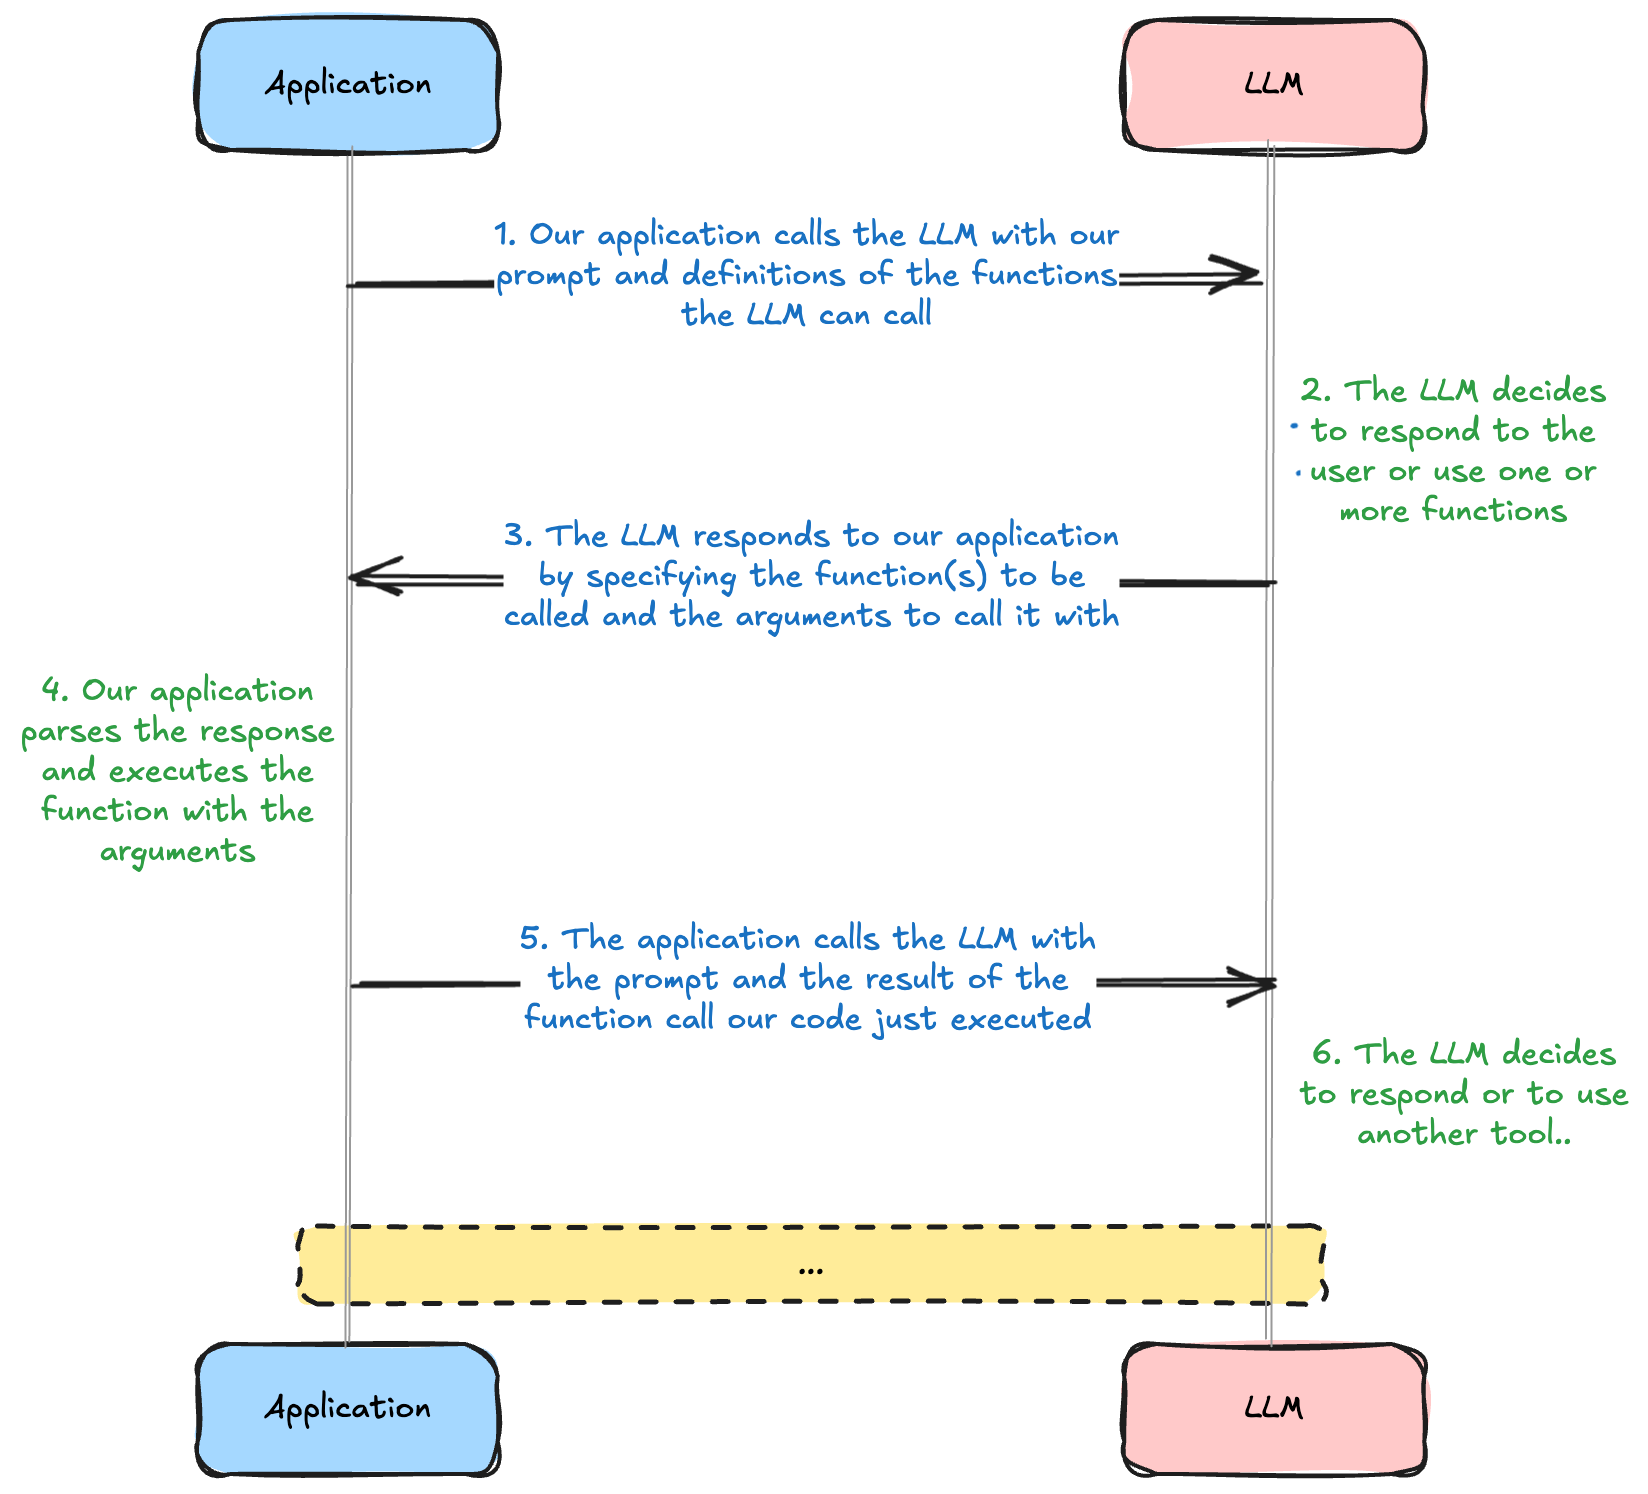 Application
LLM
1. Our application calls the LLM with our
prompt and definitions of the functions
the LLM can call
2. The LLM decides
to respond to the
user or use one or
more functions
3. The LLM responds to our application
by specifying the function(s) to be
called and the arguments to call it with
4. Our application
parses the response
and executes the
function with the
arguments
5. The application calls the LLM with
the prompt and the result of the
function call our code just executed
6. The LLM decides
to respond or to use
another tool..
...
Application
LLM